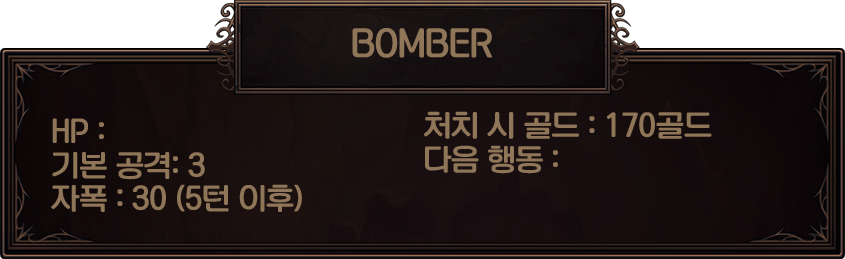 BOMBER
HP :
기본 공격: 3
자폭 : 30 (5턴 이후)
처치 시 골드 : 170골드
다음 행동 :